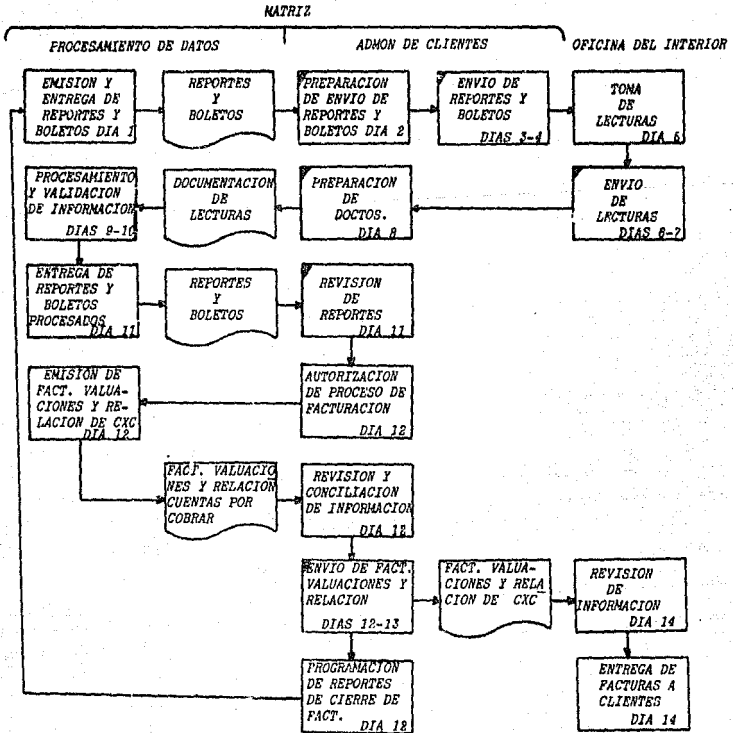 MATRIZ
PROCESAMIENTO DE DATOS
ADMON DE CLIENTES
OFICINA DEL INTERIOR
EMISION Y
ENTREGA DE
REPORTES Y
BOLETOS DIA 1
REPORTES
Y
BOLETOS
PREPARACION
DE ENVIO DE
REPORTES Y
BOLETOS DIA 2
ENVIO DE
REPORTES Y
BOLETOS
DIAS 3-4
TOMA
DE
LECTURAS
DIA 5
PROCESAMIENTO
Y VALIDACION
DE INFORMACION
DIAS 9-10
DOCUMENTACION
DE
LECTURAS
PREPARACION
DE
DOCTOS.
DIA 8
ENVIO
DE
LECTURAS
DIAS 6-7
ENTREGA DE
REPORTES Y
BOLETOS
PROCESADOS
DIA 11
REPORTES
Y
BOLETOS
REVISION
DE
REPORTES
DIA 11
EMISION DE
FACT. VALUA-
CIONES Y RE-
LACION DE CXC
DIA 12
AUTORIZACION
DE PROCESO DE
FACTURACION
DIA 12
FACT. VALUACIO
NES Y RELACION
CUENTAS POR
COBRAR
REVISION Y
CONCILIACION
DE INFORMACION
DIA 12
ENVIO DE FACT.
VALUACIONES Y
RELACION
DIAS 12-13
FACT. VALUA-
CIONES Y RELA
CION DE CXC
REVISION
DE
INFORMACION
DIA 14
PROGRAMACION
DE REPORTES
DE CIERRE DE
FACT.
DIA 12
ENTREGA DE
FACTURAS A
CLIENTES
DIA 14